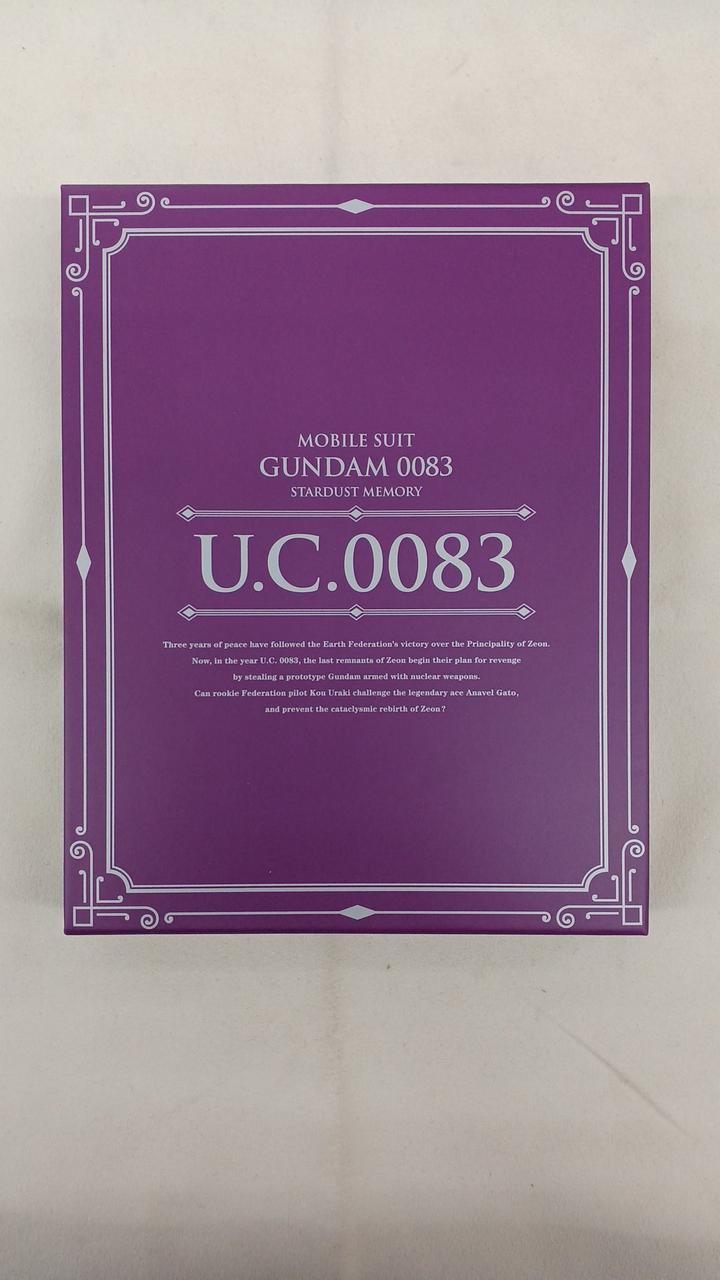 MOBILE SUIT
GUNDAM 0083
STARDUST MEMORY
U.C.0083
Three years of peace have followed the Earth Federation's victory over the Principality of Zeon.
Now, in the year U.C. 0083, the last remnants of Zeon begin their plan for revenge
by stealing a prototype Gundam armed with nuclear weapons.
Can rookie Federation pilot Kou Uraki challenge the legendary ace Anavel Gato,
and prevent the cataclysmic rebirth of Zeon?